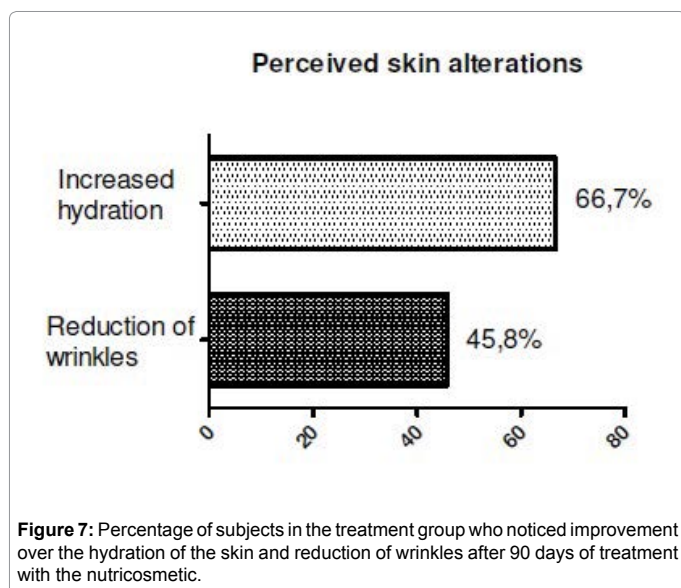 Perceived skin alterations
Increased
hydration
66,7%
Reduction of
wrinkles
45,8%
0
20
40
60
80
Figure 7: Percentage of subjects in the treatment group who noticed improvement
over the hydration of the skin and reduction of wrinkles after 90 days of treatment
with the nutricosmetic.